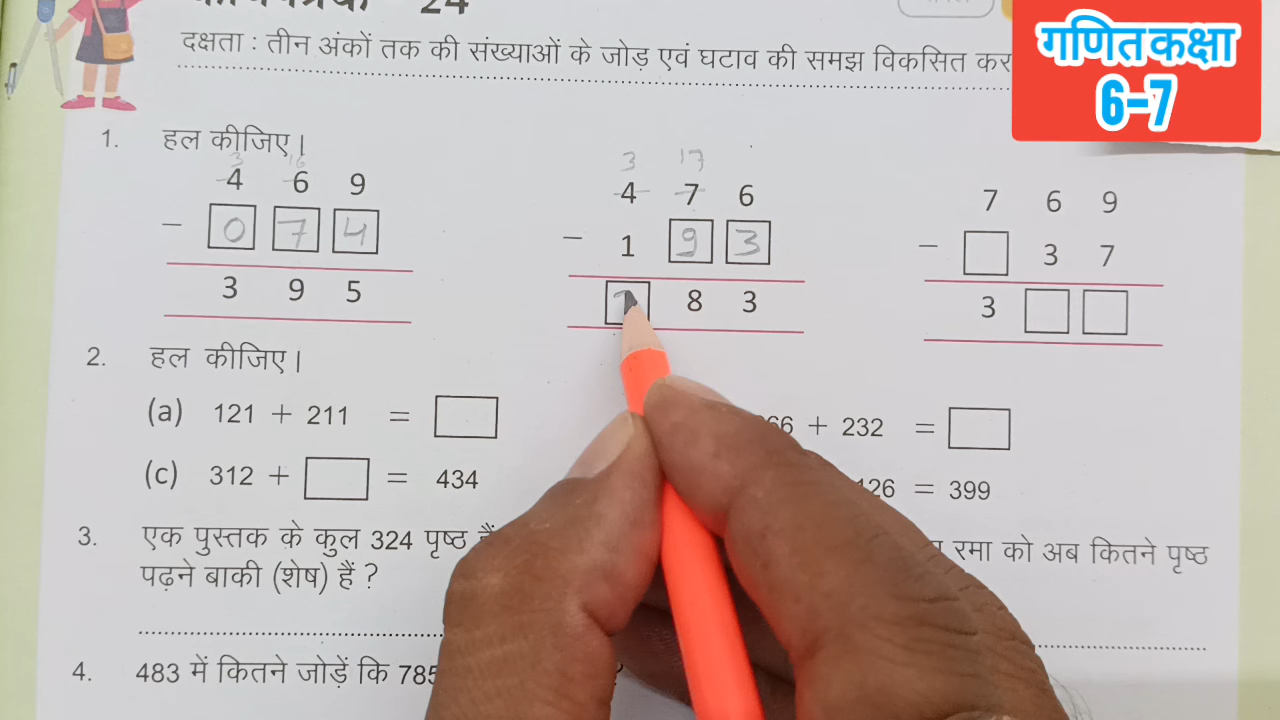 24
दक्षता : तीन अंकों तक की संख्याओं के जोड़ एवं घटाव की समझ विकसित कर
गणित कक्षा
6-7
1. हल कीजिए।
3 16
4 6 9
- 0 7 4
3 9 5
3 17
4 7 6
- 1 9 3
8 3
7 6 9
- 3 7
3
2. हल कीजिए।
(a) 121 + 211 =
66 + 232 =
(c) 312 + = 434
126 = 399
3. एक पुस्तक के कुल 324 पृष्ठ हैं
रमा को अब कितने पृष्ठ
पढ़ने बाकी (शेष) हैं ?
4. 483 में कितने जोड़ें कि 785